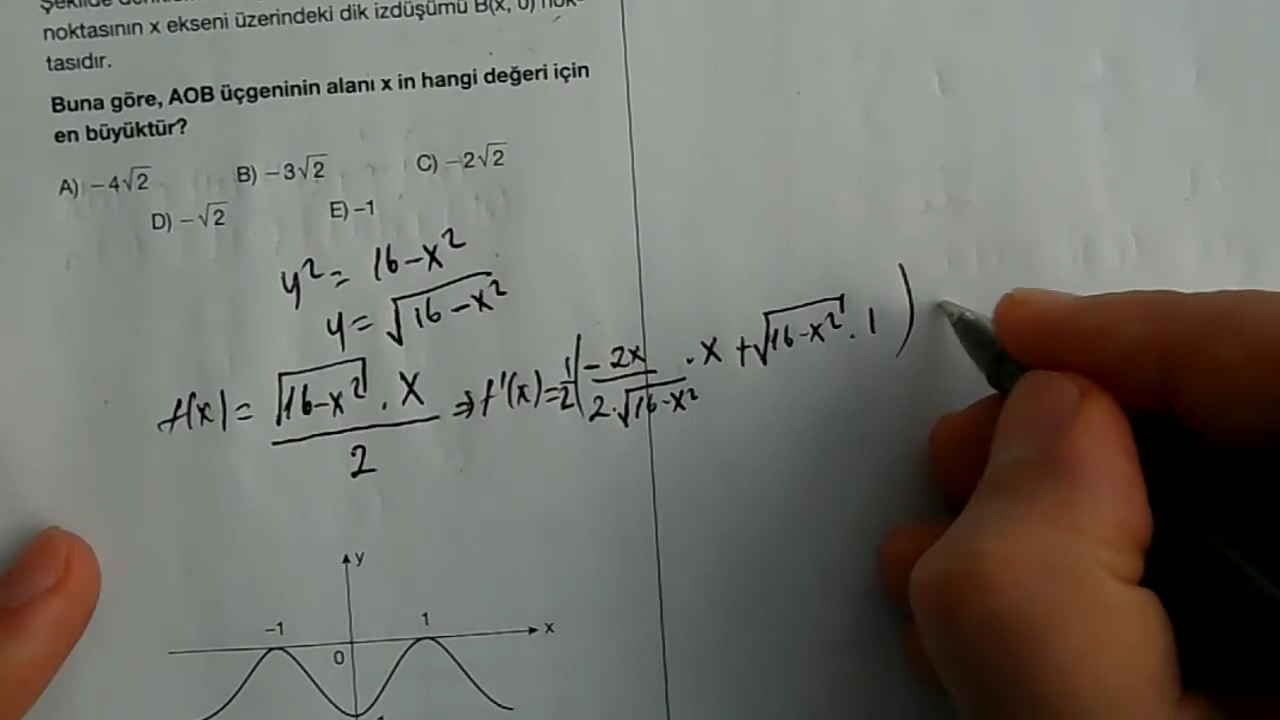 noktasının x ekseni üzerindeki dik izdüşümü B(x, 0) nok-
tasıdır.
Buna göre, AOB üçgeninin alanı x in hangi değeri için
en büyüktür?
A) -4√2 B) -3√2 C) -2√2
D) -√2 E) -1
y² = 16-x²
y = √16-x²
f(x) = √16-x² . x / 2 ⇒ f'(x) = 1/2 ( -2x / 2.√16-x² . x + √16-x² . 1 )
y
-1 1 x
0